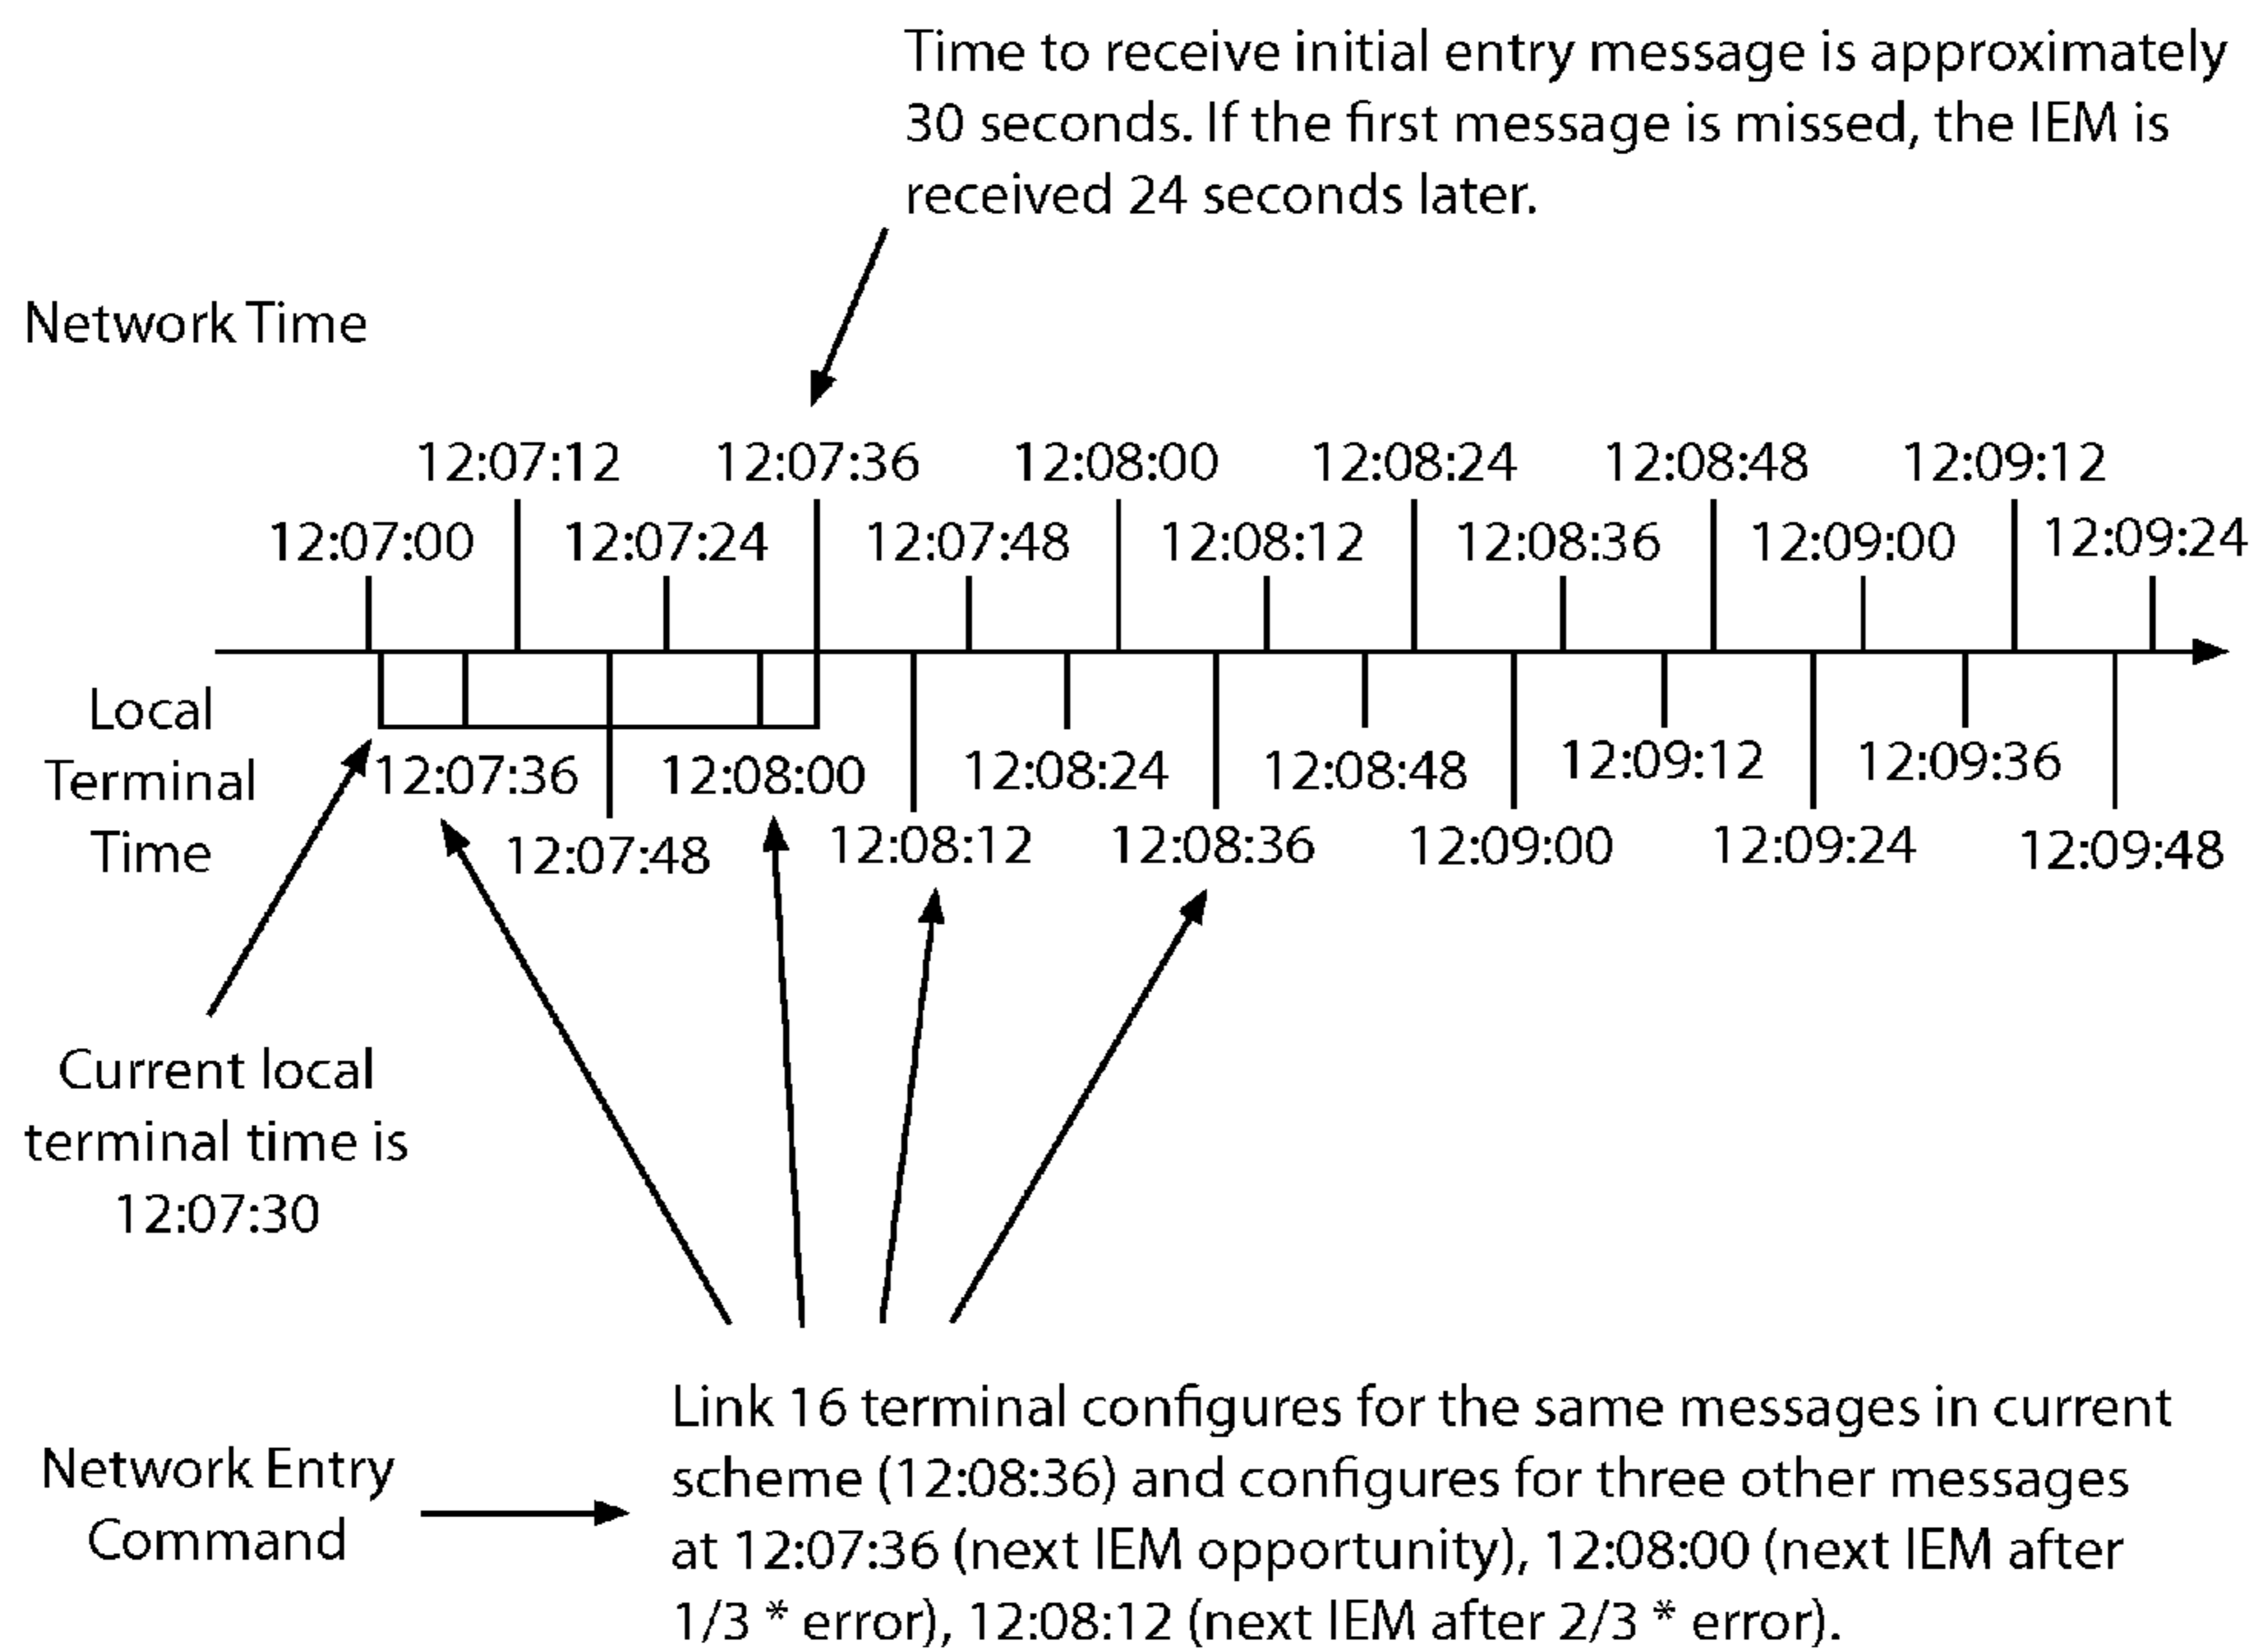 Time to receive initial entry message is approximately
30 seconds. If the first message is missed, the IEM is
received 24 seconds later.
Network Time
12:07:12 12:07:36 12:08:00 12:08:24 12:08:48 12:09:12
12:07:00 12:07:24 12:07:48 12:08:12 12:08:36 12:09:00 12:09:24
Local
Terminal
Time
12:07:36 12:08:00 12:08:24 12:08:48 12:09:12 12:09:36
12:07:48 12:08:12 12:08:36 12:09:00 12:09:24 12:09:48
Current local
terminal time is
12:07:30
Network Entry
Command
Link 16 terminal configures for the same messages in current
scheme (12:08:36) and configures for three other messages
at 12:07:36 (next IEM opportunity), 12:08:00 (next IEM after
1/3 * error), 12:08:12 (next IEM after 2/3 * error).